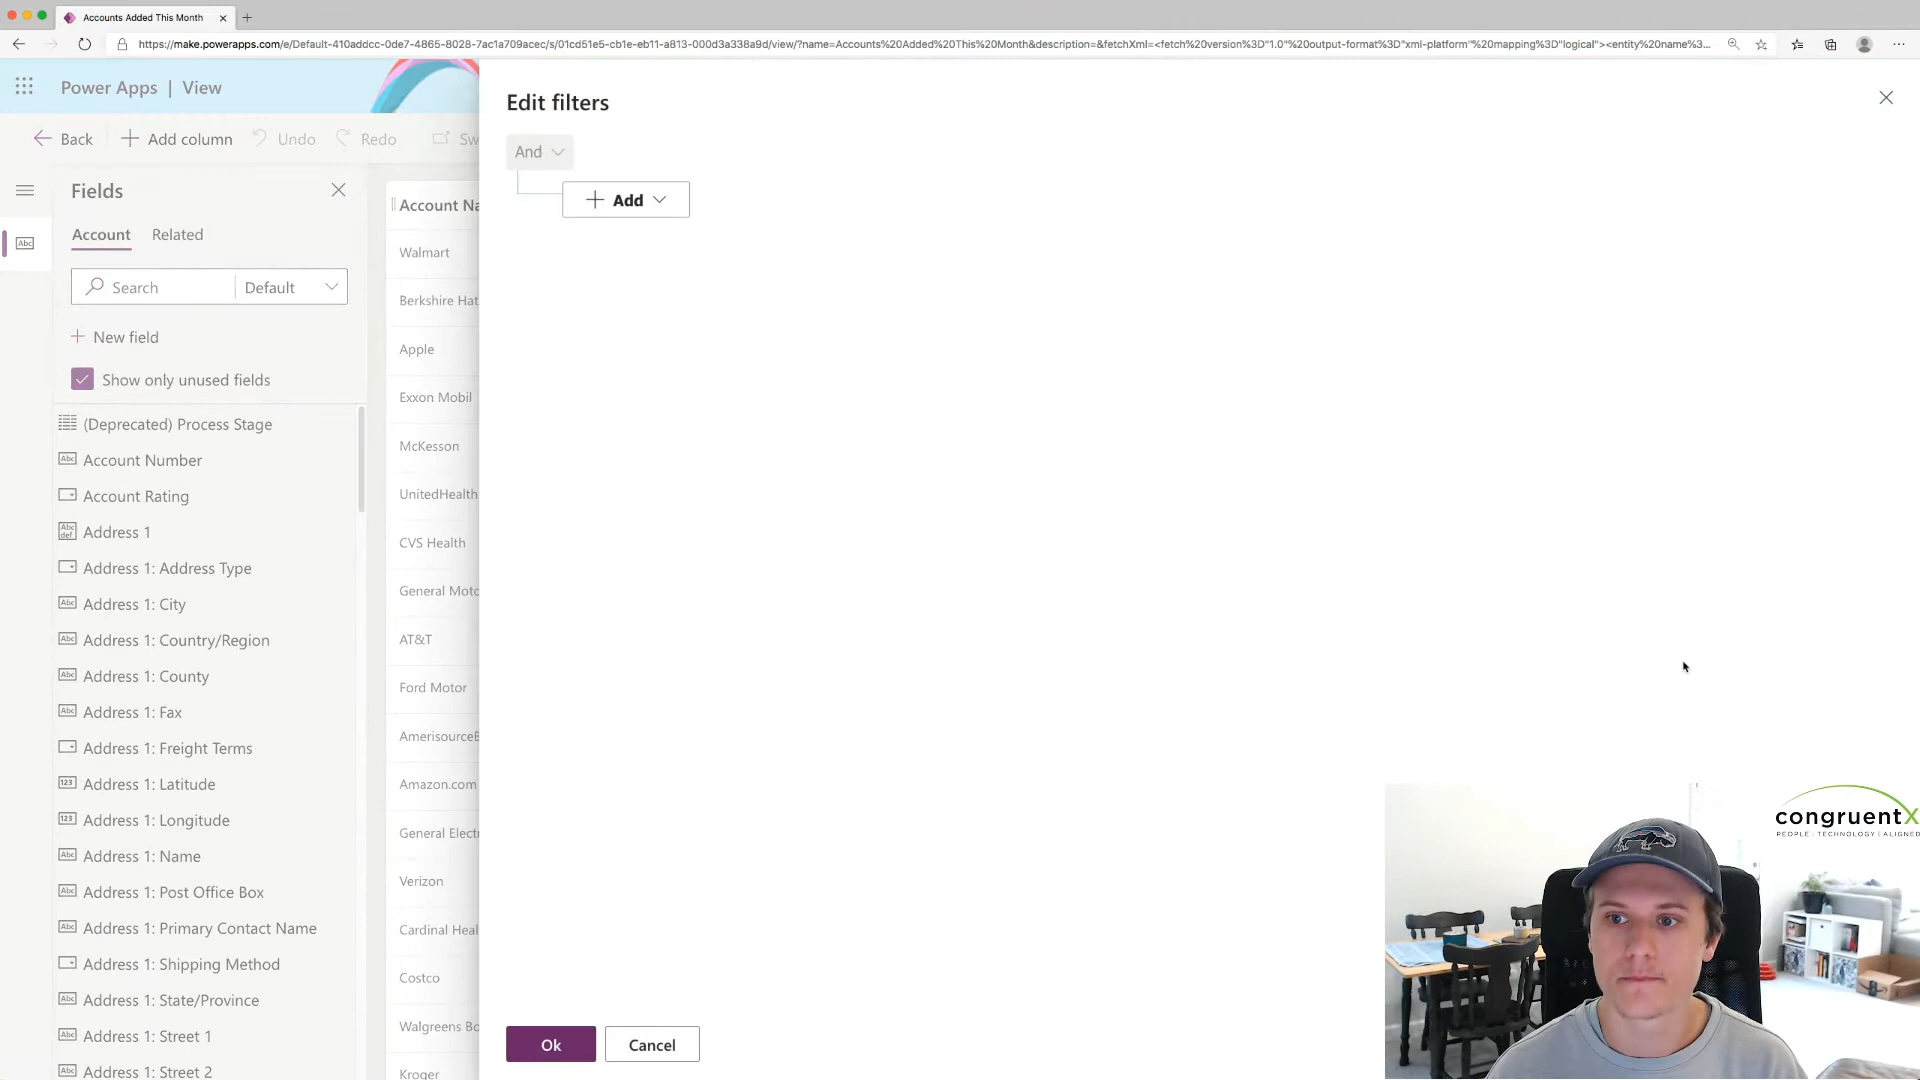 Accounts Added This Month
https://make.powerapps.com/e/Default-410addcc-0de7-4865-8028-7ac1a709acec/s/01cd51e5-cb1e-eb11-a813-000d3a338a9d/view/?name=Accounts%20Added%20This%20Month&description=&fetchXml=<fetch%20version%3D"1.0"%20output-format%3D"xml-platform"%20mapping%3D"logical"><entity%20name%3...
Power Apps | View
Back
Add column
Undo
Redo
Sw
Fields
Account
Related
Search
Default
New field
Show only unused fields
(Deprecated) Process Stage
Account Number
Account Rating
Address 1
Address 1: Address Type
Address 1: City
Address 1: Country/Region
Address 1: County
Address 1: Fax
Address 1: Freight Terms
Address 1: Latitude
Address 1: Longitude
Address 1: Name
Address 1: Post Office Box
Address 1: Primary Contact Name
Address 1: Shipping Method
Address 1: State/Province
Address 1: Street 1
Address 1: Street 2
Account Na
Walmart
Berkshire Hat
Apple
Exxon Mobil
McKesson
UnitedHealth
CVS Health
General Moto
AT&T
Ford Motor
AmerisourceB
Amazon.com
General Electr
Verizon
Cardinal Heal
Costco
Walgreens Bo
Kroger
Edit filters
And
Add
Ok
Cancel
congruentX
PEOPLE | TECHNOLOGY | ALIGNED